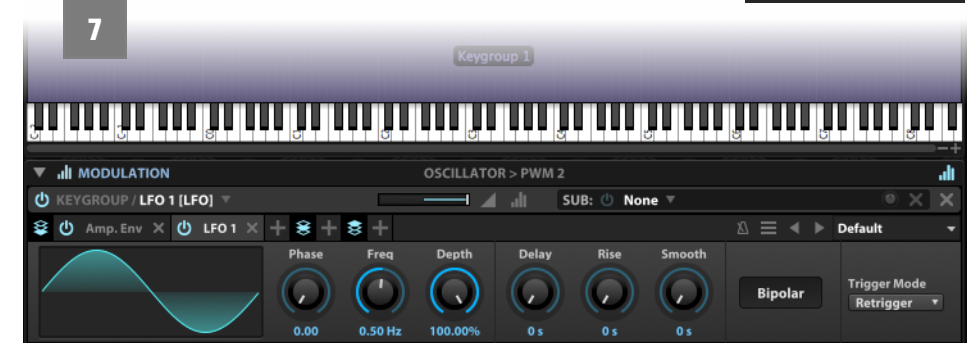 7
Keygroup 1
MODULATION OSCILLATOR > PWM 2
KEYGROUP / LFO 1 [LFO] SUB: None
Amp. Env LFO 1 Default
Phase Freq Depth Delay Rise Smooth
Bipolar
Trigger Mode
Retrigger
0.00 0.50 Hz 100.00% 0 s 0 s 0 s